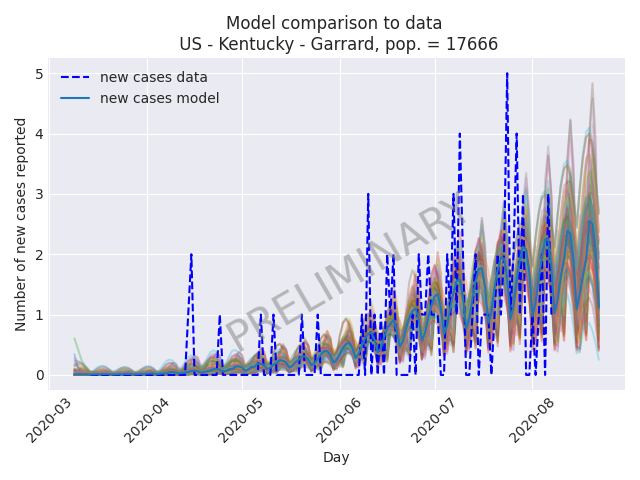 Model comparison to data
US - Kentucky - Garrard, pop. = 17666
new cases data
new cases model
PRELIMINARY
Number of new cases reported
5
4
3
2
1
0
2020-03
2020-04
2020-05
2020-06
2020-07
2020-08
Day